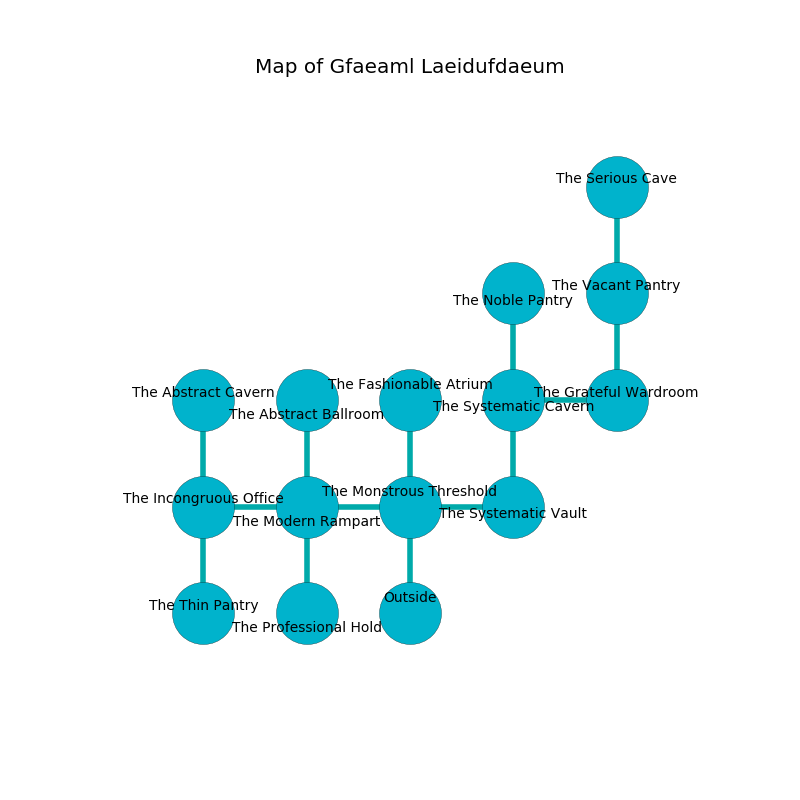 Map of Gfaeaml Laeidufdaeum
The Serious Cave
The Vacant Pantry
The Noble Pantry
The Fashionable Atrium
The Abstract Cavern
The Grateful Wardroom
The Systematic Cavern
The Abstract Ballroom
The Monstrous Threshold
The Incongruous Office
The Systematic Vault
The Modern Rampart
Outside
The Thin Pantry
The Professional Hold